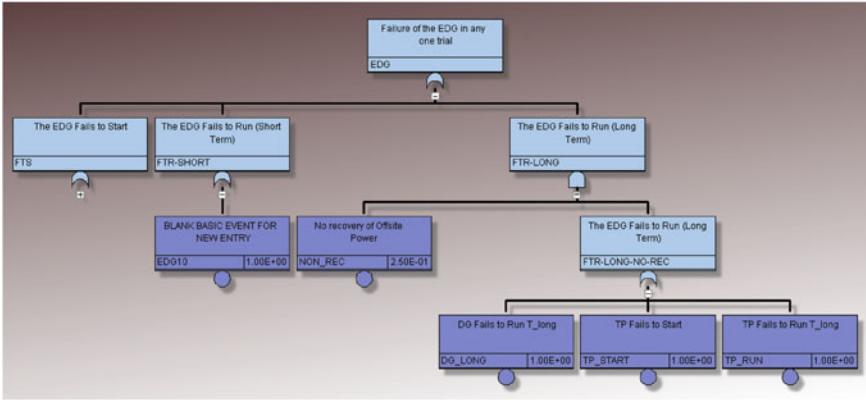 Failure of the EDG in any
one trial
EDG
The EDG Fails to Start
FTS
The EDG Fails to Run (Short
Term)
FTR-SHORT
The EDG Fails to Run (Long
Term)
FTR-LONG
BLANK BASIC EVENT FOR
NEW ENTRY
EDG10 1.00E+00
No recovery of Offsite
Power
NON_REC 2.50E-01
The EDG Fails to Run (Long
Term)
FTR-LONG-NO-REC
DG Fails to Run T_long
DG_LONG 1.00E+00
TP Fails to Start
TP_START 1.00E+00
TP Fails to Run T_long
TP_RUN 1.00E+00